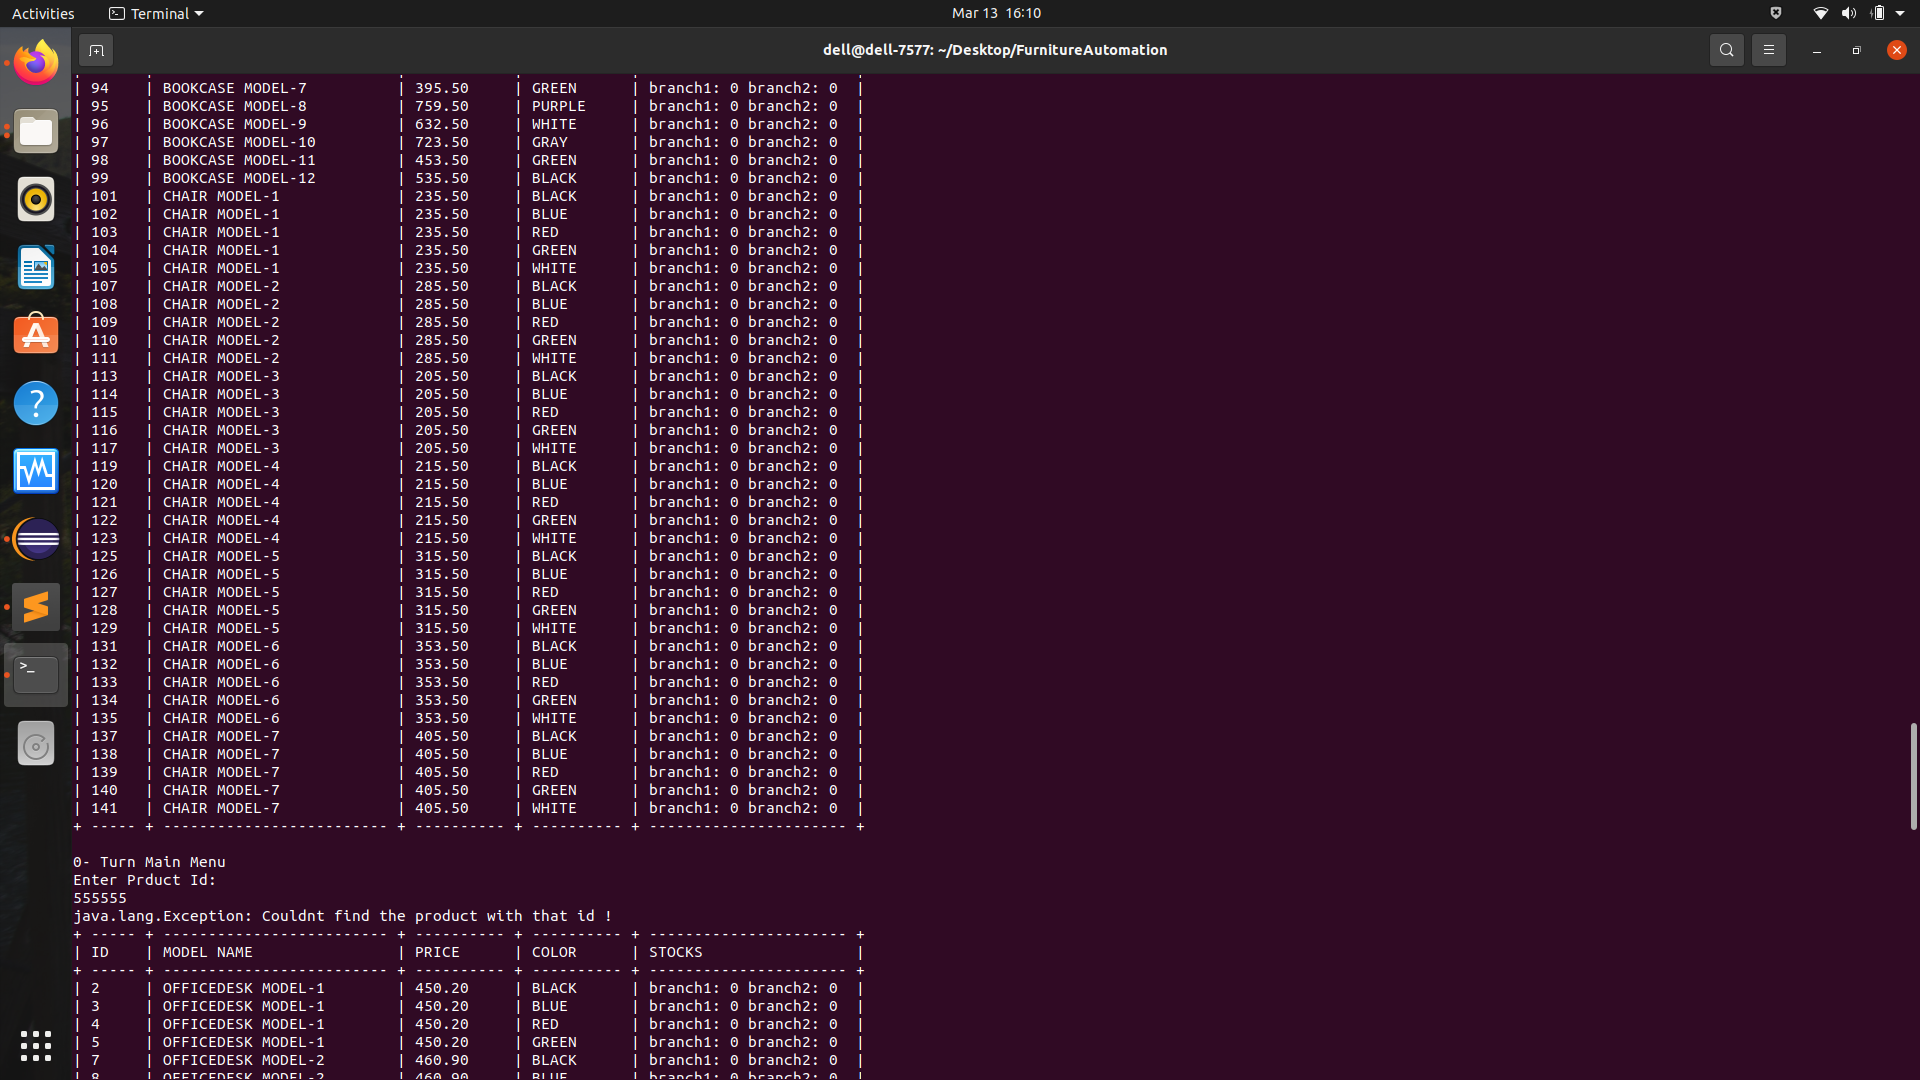 Activities
Terminal
Mar 13 16:10
dell@dell-7577: ~/Desktop/FurnitureAutomation
| 94 | BOOKCASE MODEL-7 | 395.50 | GREEN | branch1: 0 branch2: 0 |
| 95 | BOOKCASE MODEL-8 | 759.50 | PURPLE | branch1: 0 branch2: 0 |
| 96 | BOOKCASE MODEL-9 | 632.50 | WHITE | branch1: 0 branch2: 0 |
| 97 | BOOKCASE MODEL-10 | 723.50 | GRAY | branch1: 0 branch2: 0 |
| 98 | BOOKCASE MODEL-11 | 453.50 | GREEN | branch1: 0 branch2: 0 |
| 99 | BOOKCASE MODEL-12 | 535.50 | BLACK | branch1: 0 branch2: 0 |
| 101 | CHAIR MODEL-1 | 235.50 | BLACK | branch1: 0 branch2: 0 |
| 102 | CHAIR MODEL-1 | 235.50 | BLUE | branch1: 0 branch2: 0 |
| 103 | CHAIR MODEL-1 | 235.50 | RED | branch1: 0 branch2: 0 |
| 104 | CHAIR MODEL-1 | 235.50 | GREEN | branch1: 0 branch2: 0 |
| 105 | CHAIR MODEL-1 | 235.50 | WHITE | branch1: 0 branch2: 0 |
| 107 | CHAIR MODEL-2 | 285.50 | BLACK | branch1: 0 branch2: 0 |
| 108 | CHAIR MODEL-2 | 285.50 | BLUE | branch1: 0 branch2: 0 |
| 109 | CHAIR MODEL-2 | 285.50 | RED | branch1: 0 branch2: 0 |
| 110 | CHAIR MODEL-2 | 285.50 | GREEN | branch1: 0 branch2: 0 |
| 111 | CHAIR MODEL-2 | 285.50 | WHITE | branch1: 0 branch2: 0 |
| 113 | CHAIR MODEL-3 | 205.50 | BLACK | branch1: 0 branch2: 0 |
| 114 | CHAIR MODEL-3 | 205.50 | BLUE | branch1: 0 branch2: 0 |
| 115 | CHAIR MODEL-3 | 205.50 | RED | branch1: 0 branch2: 0 |
| 116 | CHAIR MODEL-3 | 205.50 | GREEN | branch1: 0 branch2: 0 |
| 117 | CHAIR MODEL-3 | 205.50 | WHITE | branch1: 0 branch2: 0 |
| 119 | CHAIR MODEL-4 | 215.50 | BLACK | branch1: 0 branch2: 0 |
| 120 | CHAIR MODEL-4 | 215.50 | BLUE | branch1: 0 branch2: 0 |
| 121 | CHAIR MODEL-4 | 215.50 | RED | branch1: 0 branch2: 0 |
| 122 | CHAIR MODEL-4 | 215.50 | GREEN | branch1: 0 branch2: 0 |
| 123 | CHAIR MODEL-4 | 215.50 | WHITE | branch1: 0 branch2: 0 |
| 125 | CHAIR MODEL-5 | 315.50 | BLACK | branch1: 0 branch2: 0 |
| 126 | CHAIR MODEL-5 | 315.50 | BLUE | branch1: 0 branch2: 0 |
| 127 | CHAIR MODEL-5 | 315.50 | RED | branch1: 0 branch2: 0 |
| 128 | CHAIR MODEL-5 | 315.50 | GREEN | branch1: 0 branch2: 0 |
| 129 | CHAIR MODEL-5 | 315.50 | WHITE | branch1: 0 branch2: 0 |
| 131 | CHAIR MODEL-6 | 353.50 | BLACK | branch1: 0 branch2: 0 |
| 132 | CHAIR MODEL-6 | 353.50 | BLUE | branch1: 0 branch2: 0 |
| 133 | CHAIR MODEL-6 | 353.50 | RED | branch1: 0 branch2: 0 |
| 134 | CHAIR MODEL-6 | 353.50 | GREEN | branch1: 0 branch2: 0 |
| 135 | CHAIR MODEL-6 | 353.50 | WHITE | branch1: 0 branch2: 0 |
| 137 | CHAIR MODEL-7 | 405.50 | BLACK | branch1: 0 branch2: 0 |
| 138 | CHAIR MODEL-7 | 405.50 | BLUE | branch1: 0 branch2: 0 |
| 139 | CHAIR MODEL-7 | 405.50 | RED | branch1: 0 branch2: 0 |
| 140 | CHAIR MODEL-7 | 405.50 | GREEN | branch1: 0 branch2: 0 |
| 141 | CHAIR MODEL-7 | 405.50 | WHITE | branch1: 0 branch2: 0 |
+ ----- + ------------------------- + ---------- + ---------- + ---------------------- +
0- Turn Main Menu
Enter Prduct Id:
555555
java.lang.Exception: Couldnt find the product with that id !
+ ----- + ------------------------- + ---------- + ---------- + ---------------------- +
| ID | MODEL NAME | PRICE | COLOR | STOCKS |
+ ----- + ------------------------- + ---------- + ---------- + ---------------------- +
| 2 | OFFICEDESK MODEL-1 | 450.20 | BLACK | branch1: 0 branch2: 0 |
| 3 | OFFICEDESK MODEL-1 | 450.20 | BLUE | branch1: 0 branch2: 0 |
| 4 | OFFICEDESK MODEL-1 | 450.20 | RED | branch1: 0 branch2: 0 |
| 5 | OFFICEDESK MODEL-1 | 450.20 | GREEN | branch1: 0 branch2: 0 |
| 7 | OFFICEDESK MODEL-2 | 460.90 | BLACK | branch1: 0 branch2: 0 |
| 8 | OFFICEDESK MODEL-2 | 460.90 | BLUE | branch1: 0 branch2: 0 |